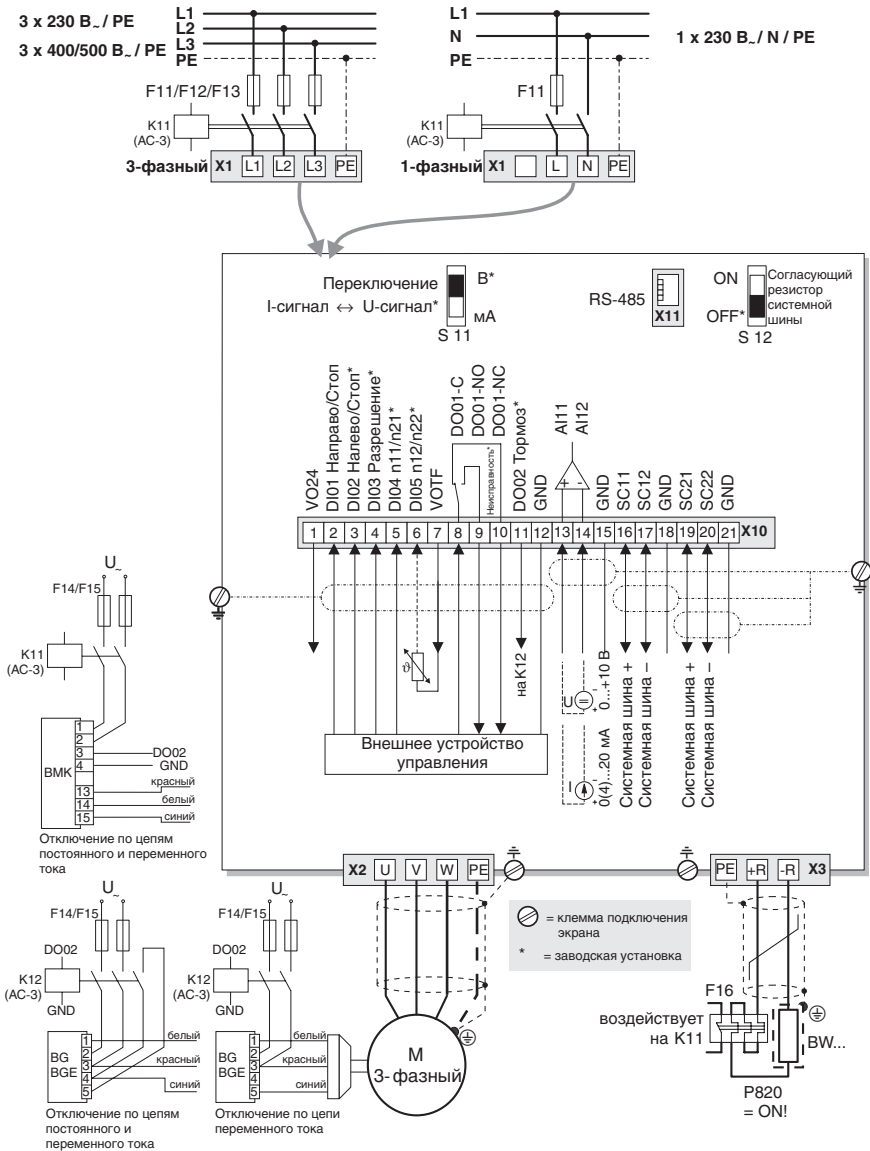 3 x 230 В~ / PE
3 x 400/500 В~ / PE
L1
L2
L3
PE
F11/F12/F13
K11
(AC-3)
3-фазный X1 L1 L2 L3 PE
L1
N
PE
1 x 230 В~ / N / PE
F11
K11
(AC-3)
1-фазный X1 L N PE
Переключение
I-сигнал ↔ U-сигнал*
В*
мА
S 11
RS-485
X11
ON
OFF*
S 12
Согласующий
резистор
системной
шины
VO24
DI01 Направо/Стоп
DI02 Налево/Стоп*
DI03 Разрешение*
DI04 n11/n21*
DI05 n12/n22*
VOTF
DO01-C
DO01-NO
DO01-NC
Неисправность*
DO02 Тормоз*
GND
AI11
AI12
+ -
GND
SC11
SC12
GND
SC21
SC22
GND
1 2 3 4 5 6 7 8 9 10 11 12 13 14 15 16 17 18 19 20 21 X10
ϑ
на K12
U
=
+ −
0...+10 В
I
+ −
0(4)...20 мА
Системная шина +
Системная шина −
Системная шина +
Системная шина −
Внешнее устройство
управления
U~
F14/F15
K11
(AC-3)
BMK
1
2
3
4
13
14
15
DO02
GND
красный
белый
синий
Отключение по цепям
постоянного и переменного
тока
X2 U V W PE
PE +R -R X3
U~
F14/F15
DO02
K12
(AC-3)
GND
BG
BGE
1
2
3
4
5
белый
красный
синий
Отключение по цепям
постоянного и
переменного тока
U~
F14/F15
DO02
K12
(AC-3)
GND
BG
BGE
1
2
3
4
5
белый
красный
синий
Отключение по цепи
переменного тока
М
3-фазный
= клемма подключения
экрана
* = заводская установка
F16
воздействует
на K11
BW...
P820
= ON!